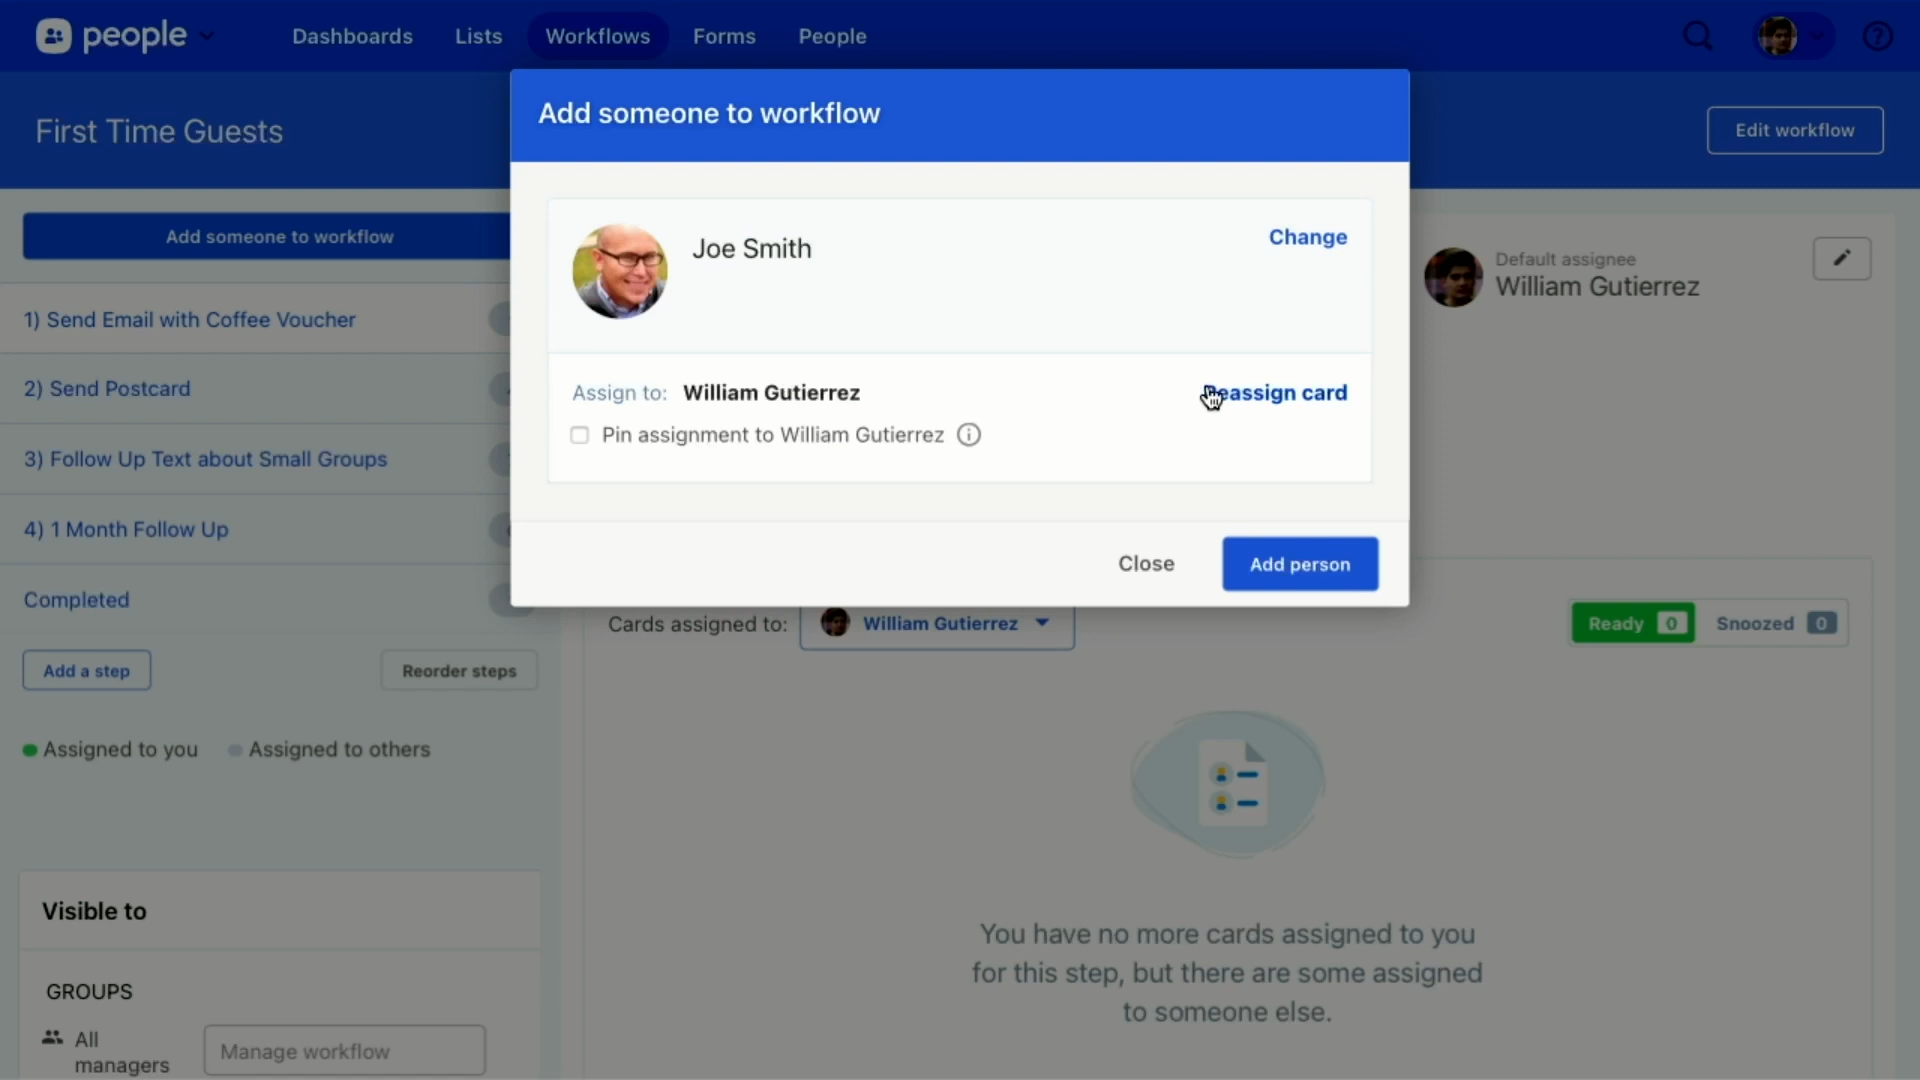 people
Dashboards
Lists
Workflows
Forms
People
First Time Guests
Edit workflow
Add someone to workflow
Joe Smith
Change
Assign to: William Gutierrez
Reassign card
Pin assignment to William Gutierrez
Close
Add person
Add someone to workflow
1) Send Email with Coffee Voucher
2) Send Postcard
3) Follow Up Text about Small Groups
4) 1 Month Follow Up
Completed
Add a step
Reorder steps
Assigned to you
Assigned to others
Visible to
GROUPS
All
managers
Manage workflow
Default assignee
William Gutierrez
Cards assigned to:
William Gutierrez
Ready 0
Snoozed 0
You have no more cards assigned to you
for this step, but there are some assigned
to someone else.